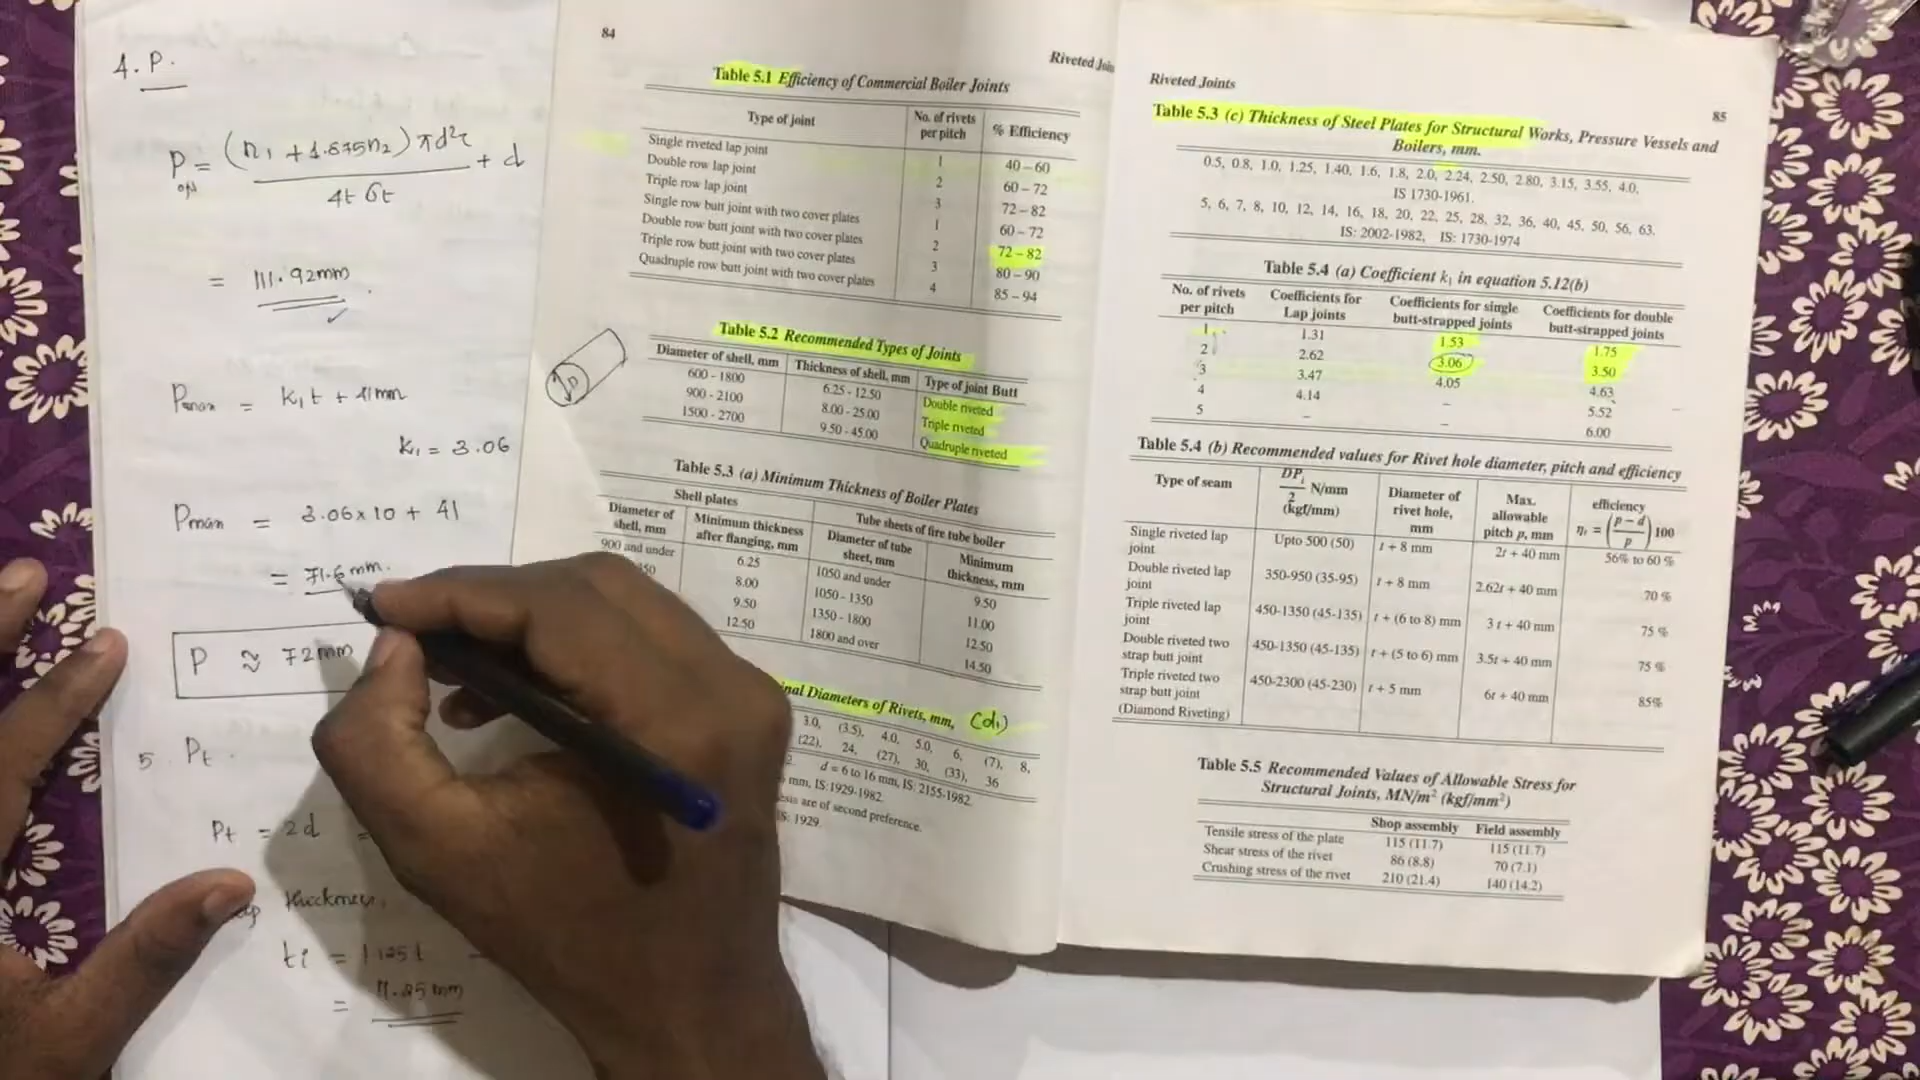 4. P.
P = (n1 + 1.875n2) πd²τ + d
opt
4t σt
= 111.92mm
Pmax = K1t + 41mm
K1 = 3.06
Pmax = 3.06x10 + 41
= 71.6mm.
P ≈ 72mm
5. Pt.
Pt = 2d =
thickness.
ti = 1.125t
= 11.25mm
84
Riveted
Table 5.1 Efficiency of Commercial Boiler Joints
Type of joint No. of rivets per pitch % Efficiency
Single riveted lap joint 1 40 – 60
Double row lap joint 2 60 – 72
Triple row lap joint 3 72 – 82
Single row butt joint with two cover plates 1 60 – 72
Double row butt joint with two cover plates 2 72 – 82
Triple row butt joint with two cover plates 3 80 – 90
Quadruple row butt joint with two cover plates 4 85 – 94
D
Table 5.2 Recommended Types of Joints
Diameter of shell, mm Thickness of shell, mm Type of joint Butt
600 - 1800 6.25 - 12.50 Double riveted
900 - 2100 8.00 - 25.00 Triple riveted
1500 - 2700 9.50 - 45.00 Quadruple riveted
Table 5.3 (a) Minimum Thickness of Boiler Plates
Shell plates Tube sheets of fire tube boiler
Diameter of shell, mm Minimum thickness after flanging, mm Diameter of tube sheet, mm Minimum thickness, mm
900 and under 6.25 1050 and under 9.50
8.00 1050 - 1350 11.00
9.50 1350 - 1800 12.50
12.50 1800 and over 14.50
Diameters of Rivets, mm, (d1)
3.0, (3.5), 4.0, 5.0, 6, (7), 8,
(22), 24, (27), 30, (33), 36
d = 6 to 16 mm, IS: 2155-1982.
mm, IS:1929-1982.
are of second preference.
1929.
Riveted Joints
85
Table 5.3 (c) Thickness of Steel Plates for Structural Works, Pressure Vessels and
Boilers, mm.
0.5, 0.8, 1.0, 1.25, 1.40, 1.6, 1.8, 2.0, 2.24, 2.50, 2.80, 3.15, 3.55, 4.0,
IS 1730-1961.
5, 6, 7, 8, 10, 12, 14, 16, 18, 20, 22, 25, 28, 32, 36, 40, 45, 50, 56, 63.
IS: 2002-1982, IS: 1730-1974
Table 5.4 (a) Coefficient k1 in equation 5.12(b)
No. of rivets per pitch Coefficients for Lap joints Coefficients for single butt-strapped joints Coefficients for double butt-strapped joints
1 1.31 1.53 1.75
2 2.62 3.06 3.50
3 3.47 4.05 4.63
4 4.14 – 5.52
5 – – 6.00
Table 5.4 (b) Recommended values for Rivet hole diameter, pitch and efficiency
Type of seam DPi/2 N/mm (kgf/mm) Diameter of rivet hole, mm Max. allowable pitch p, mm efficiency ηt = (p – d / p) 100
Single riveted lap joint Upto 500 (50) t + 8 mm 2t + 40 mm 56% to 60 %
Double riveted lap joint 350-950 (35-95) t + 8 mm 2.62t + 40 mm 70 %
Triple riveted lap joint 450-1350 (45-135) t + (6 to 8) mm 3 t + 40 mm 75 %
Double riveted two strap butt joint 450-1350 (45-135) t + (5 to 6) mm 3.5t + 40 mm 75 %
Triple riveted two strap butt joint (Diamond Riveting) 450-2300 (45-230) t + 5 mm 6t + 40 mm 85%
Table 5.5 Recommended Values of Allowable Stress for
Structural Joints, MN/m² (kgf/mm²)
Shop assembly Field assembly
Tensile stress of the plate 115 (11.7) 115 (11.7)
Shear stress of the rivet 86 (8.8) 70 (7.1)
Crushing stress of the rivet 210 (21.4) 140 (14.2)